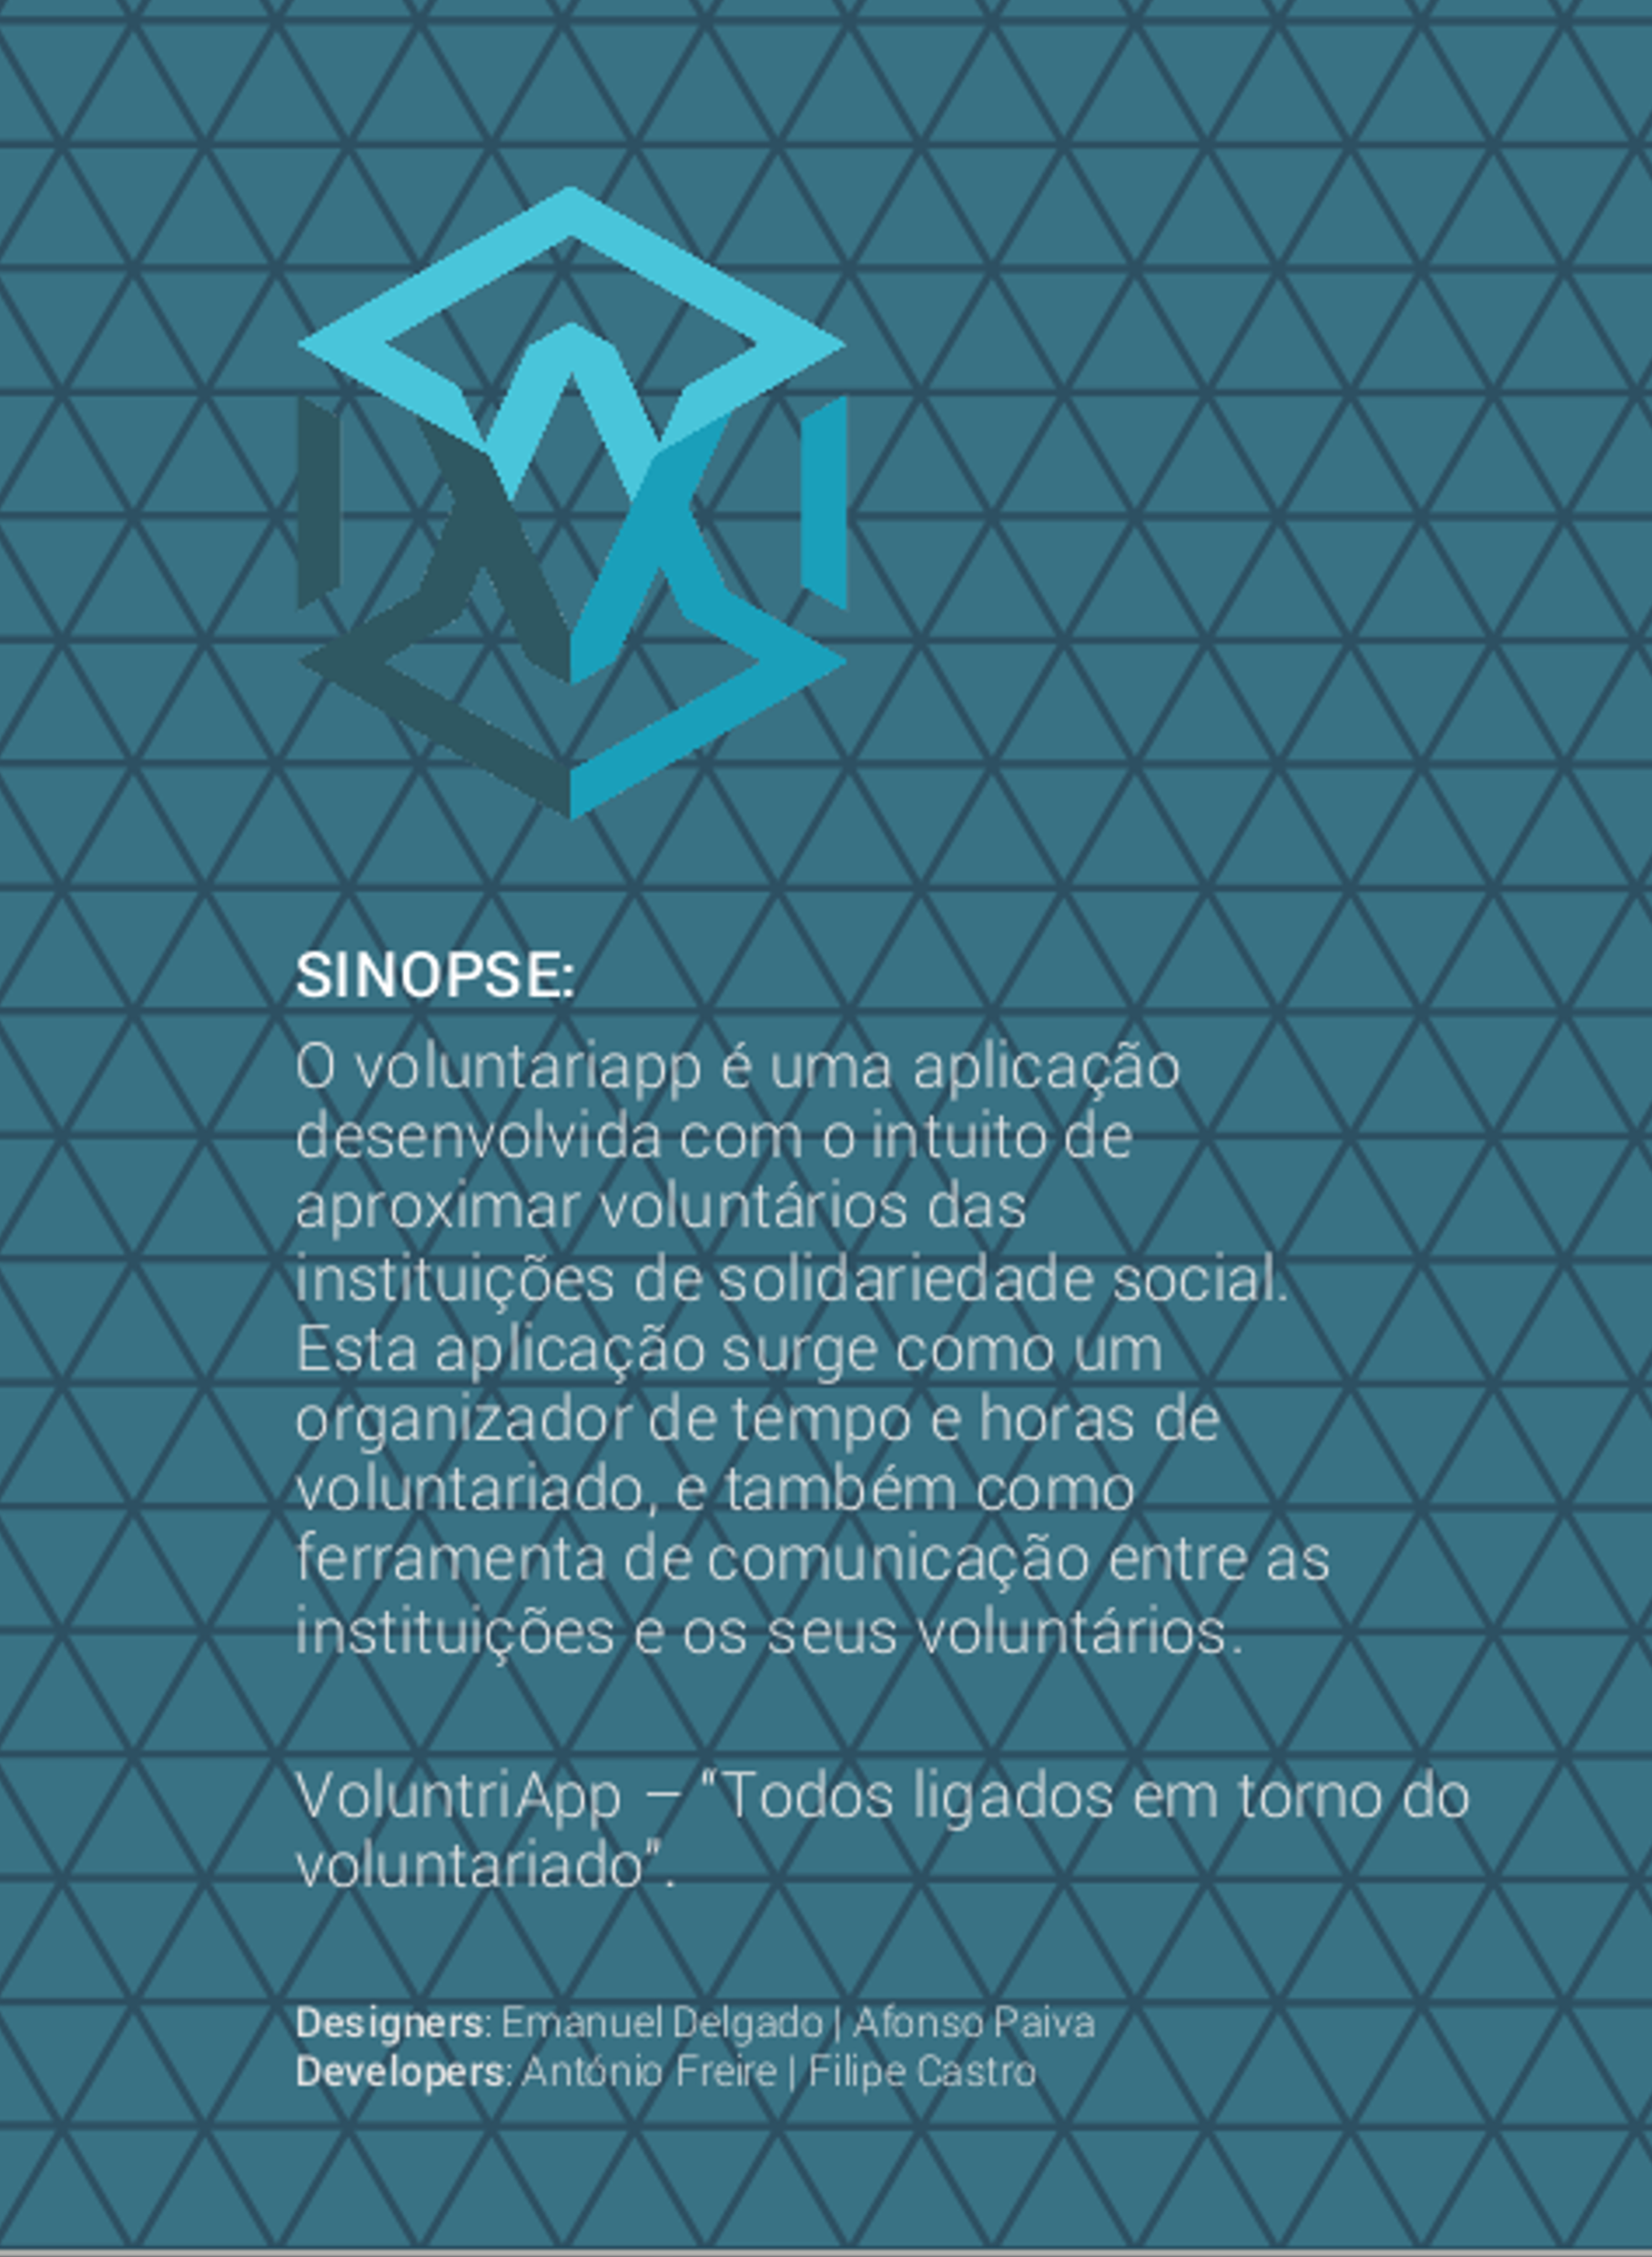 SINOPSE:
O voluntariapp é uma aplicação
desenvolvida com o intuito de
aproximar voluntários das
instituições de solidariedade social.
Esta aplicação surge como um
organizador de tempo e horas de
voluntariado, e também como
ferramenta de comunicação entre as
instituições e os seus voluntários.
VoluntriApp – “Todos ligados em torno do
voluntariado”.
Designers: Emanuel Delgado | Afonso Paiva
Developers: António Freire | Filipe Castro